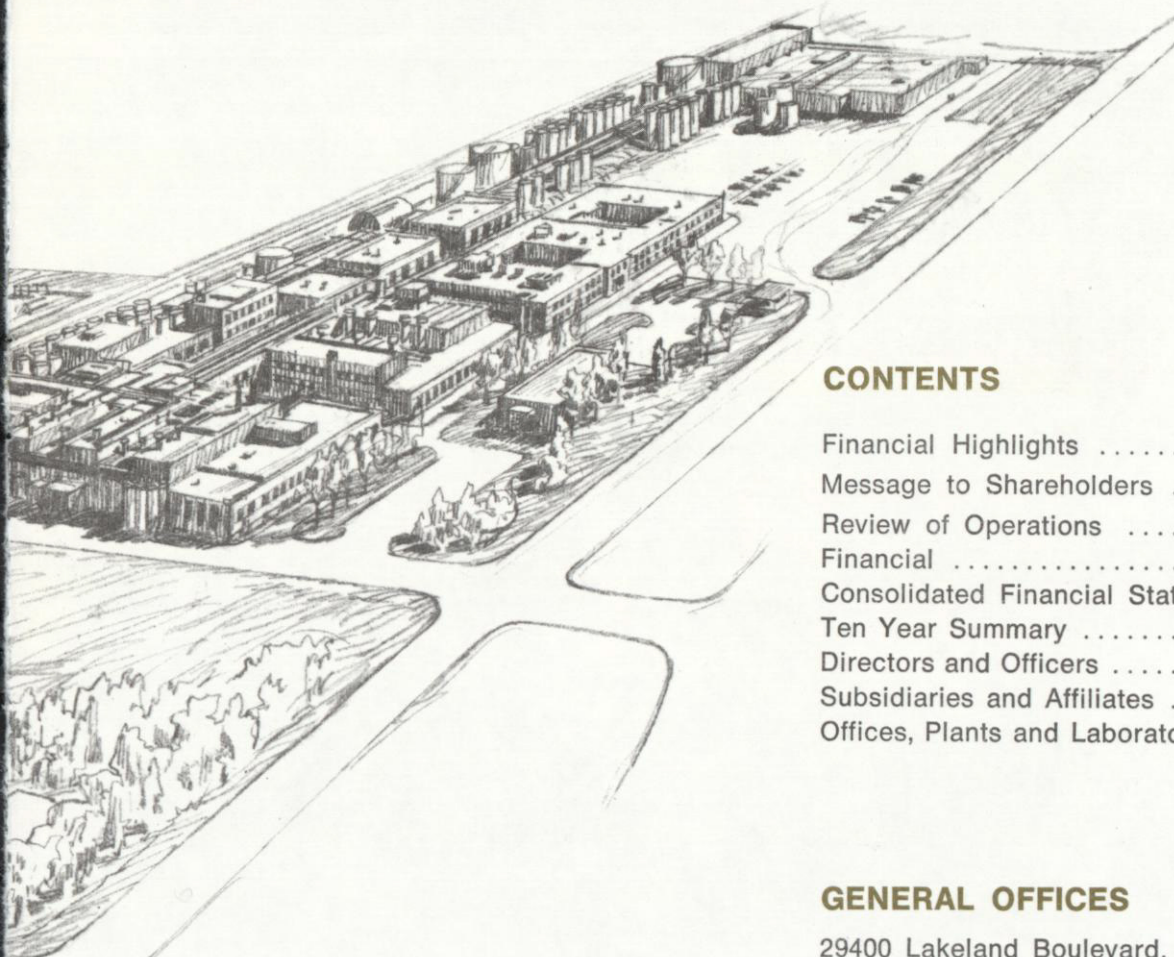 CONTENTS
Financial Highlights ......
Message to Shareholders .
Review of Operations ....
Financial .................
Consolidated Financial
Ten Year Summary ........
Directors and Officers .....
Subsidiaries and Affiliates .
Offices, Plants and
GENERAL OFFICES
29400 Lakeland Boulevard,